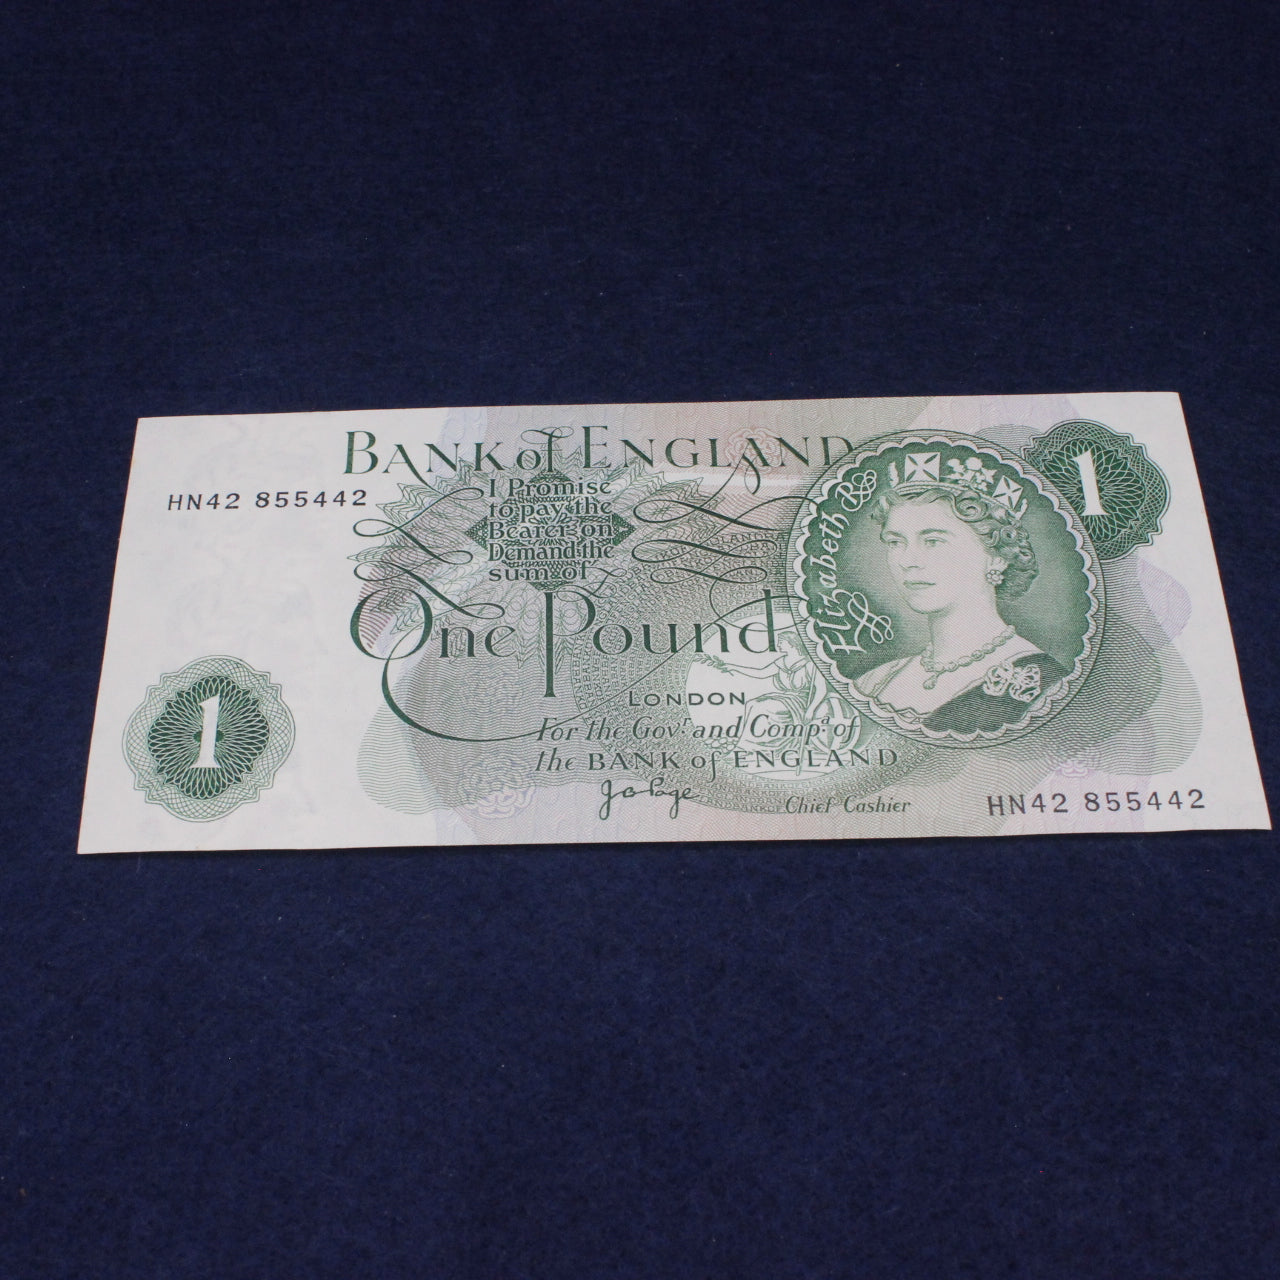 BANK of ENGLAND
1
HN42 855442
I Promise
to pay the
Bearer on
Demand the
sum of
Elizabeth R
One Pound
LONDON
For the Govr. and Compa. of
the BANK of ENGLAND
1
J B Page
Chief Cashier
HN42 855442